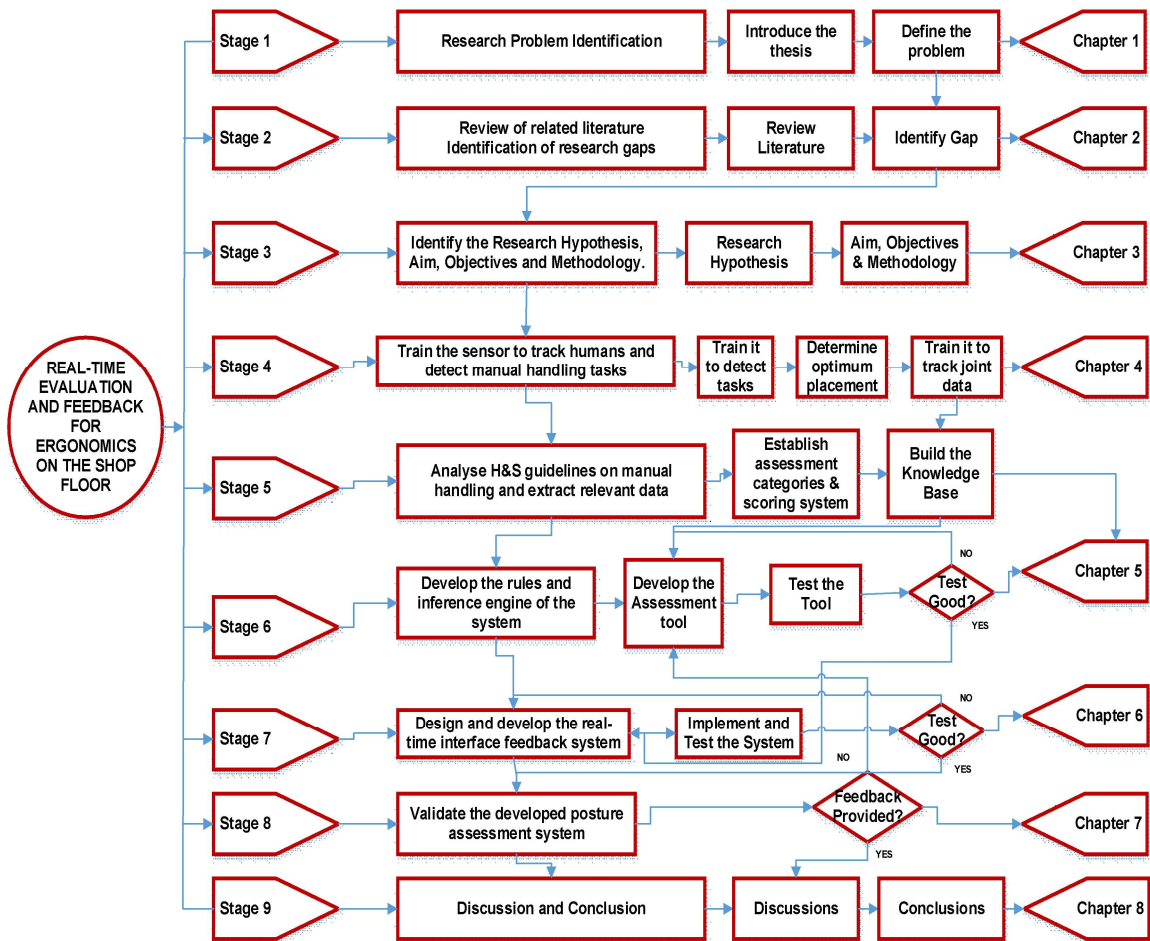 REAL-TIME
EVALUATION
AND FEEDBACK
FOR
ERGONOMICS
ON THE SHOP
FLOOR
Stage 1
Research Problem Identification
Introduce the
thesis
Define the
problem
Chapter 1
Stage 2
Review of related literature
Identification of research gaps
Review
Literature
Identify Gap
Chapter 2
Stage 3
Identify the Research Hypothesis,
Aim, Objectives and Methodology.
Research
Hypothesis
Aim, Objectives
& Methodology
Chapter 3
Stage 4
Train the sensor to track humans and
detect manual handling tasks
Train it
to detect
tasks
Determine
optimum
placement
Train it to
track joint
data
Chapter 4
Stage 5
Analyse H&S guidelines on manual
handling and extract relevant data
Establish
assessment
categories &
scoring system
Build the
Knowledge
Base
Stage 6
Develop the rules and
inference engine of the
system
Develop the
Assessment
tool
Test the
Tool
NO
Test
Good?
YES
Chapter 5
Stage 7
Design and develop the real-
time interface feedback system
Implement and
Test the System
NO
Test
Good?
YES
Chapter 6
Stage 8
Validate the developed posture
assessment system
NO
Feedback
Provided?
YES
Chapter 7
Stage 9
Discussion and Conclusion
Discussions
Conclusions
Chapter 8